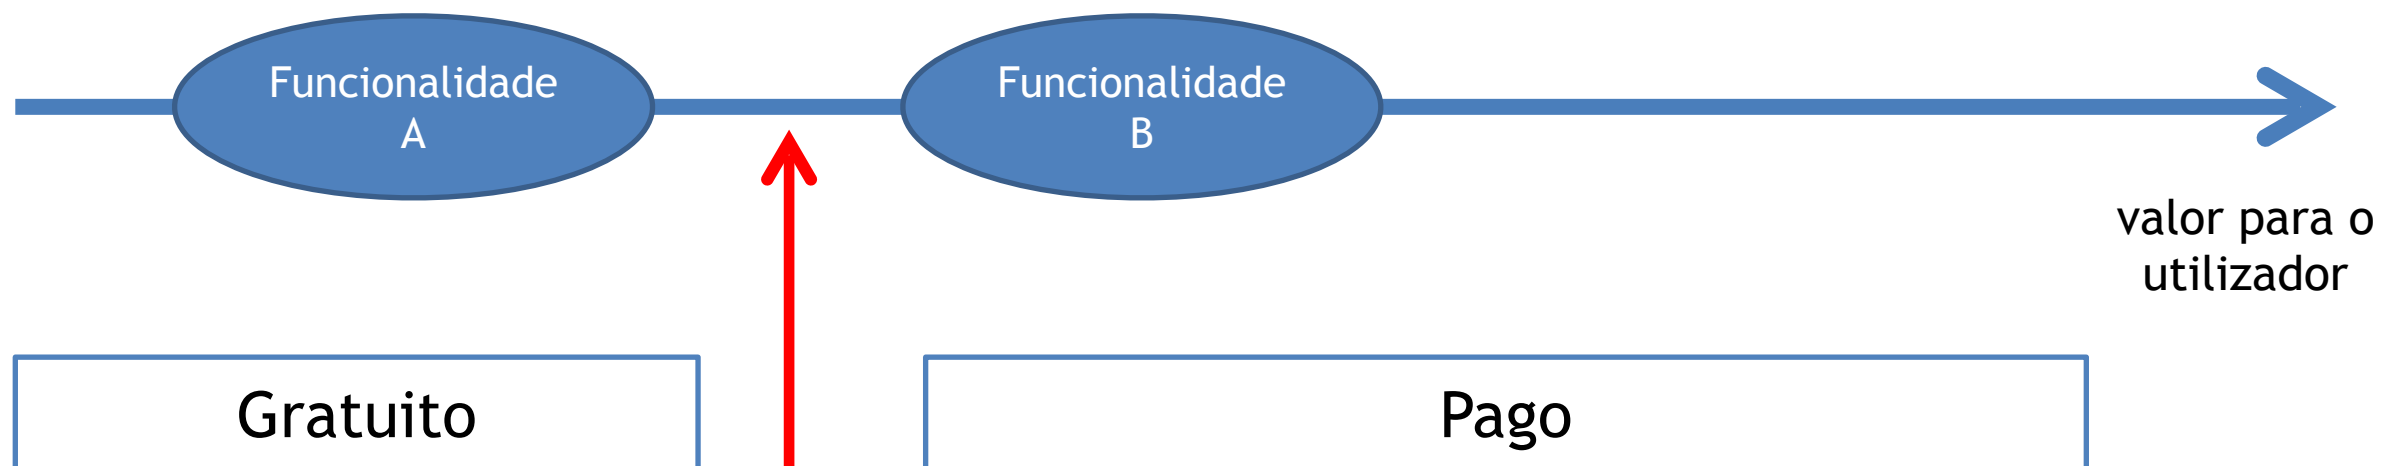 Funcionalidade
A
Funcionalidade
B
valor para o
utilizador
Gratuito
Pago